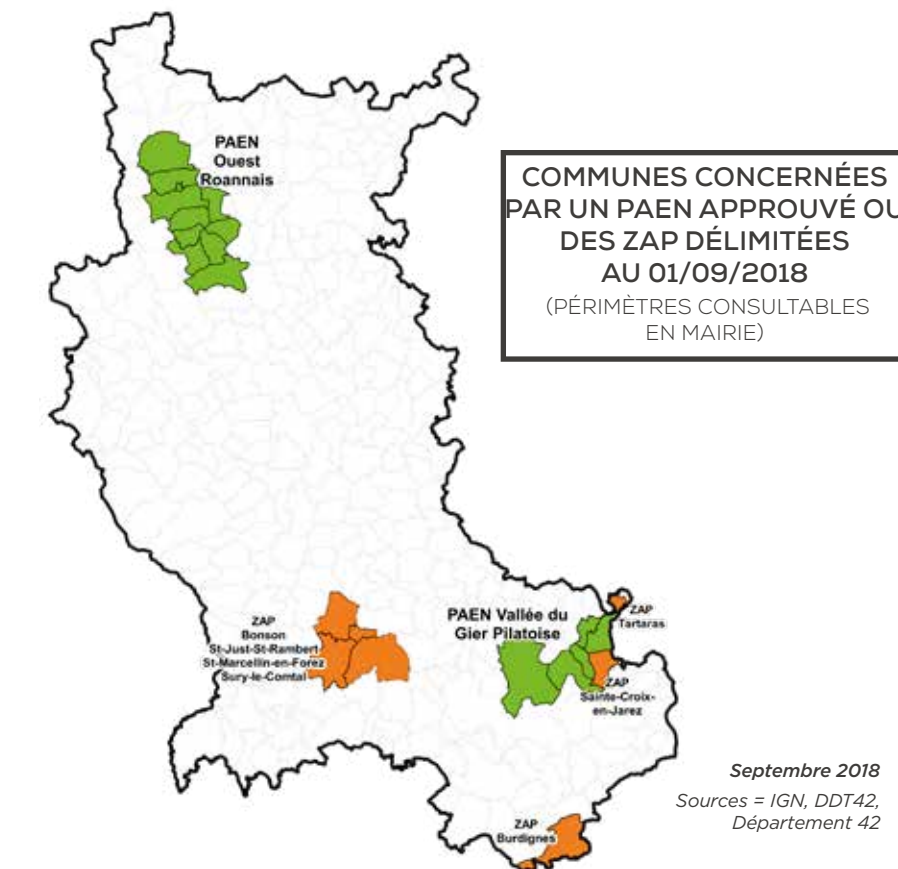 PAEN
Ouest
Roannais
COMMUNES CONCERNÉES
PAR UN PAEN APPROUVÉ OU
DES ZAP DÉLIMITÉES
AU 01/09/2018
(PÉRIMÈTRES CONSULTABLES
EN MAIRIE)
ZAP
Bonson
St-Just-St-Rambert
St-Marcellin-en-Forez
Sury-le-Comtal
PAEN Vallée du
Gier Pilatoise
ZAP
Tartaras
ZAP
Sainte-Croix-
en-Jarez
ZAP
Burdignes
Septembre 2018
Sources = IGN, DDT42,
Département 42